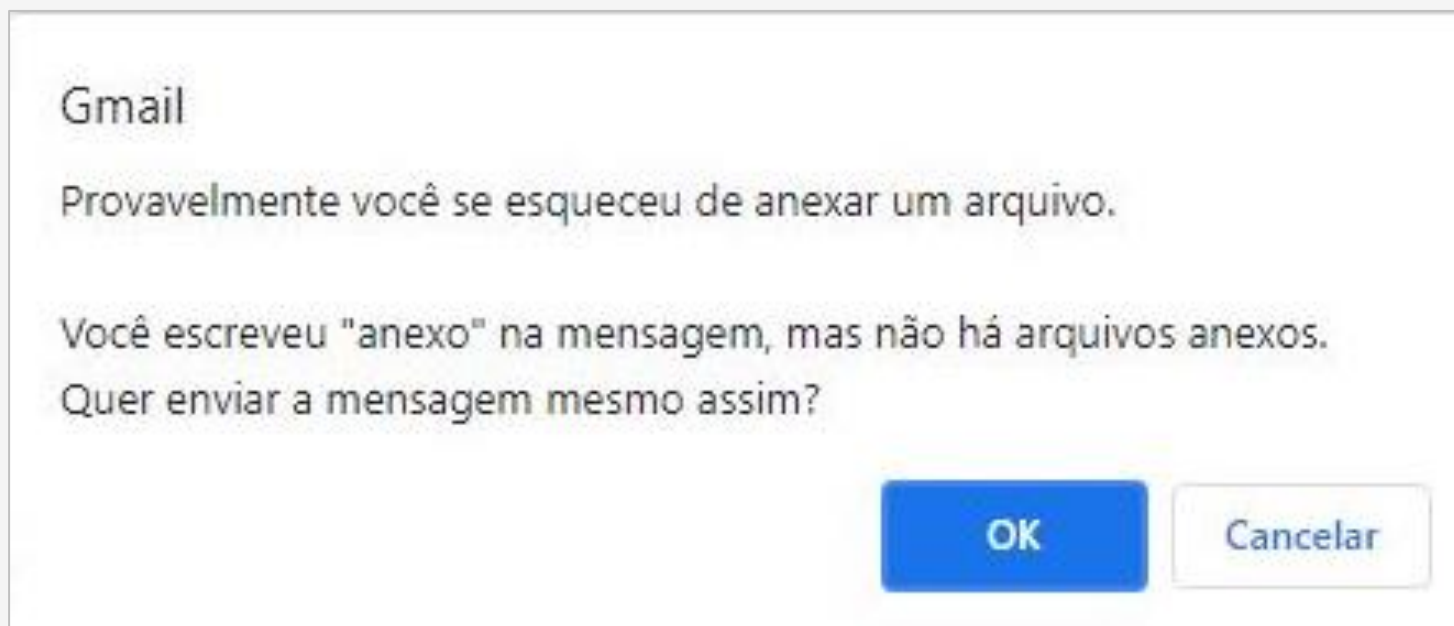 Gmail
Provavelmente você se esqueceu de anexar um arquivo.
Você escreveu "anexo" na mensagem, mas não há arquivos anexos.
Quer enviar a mensagem mesmo assim?
OK Cancelar